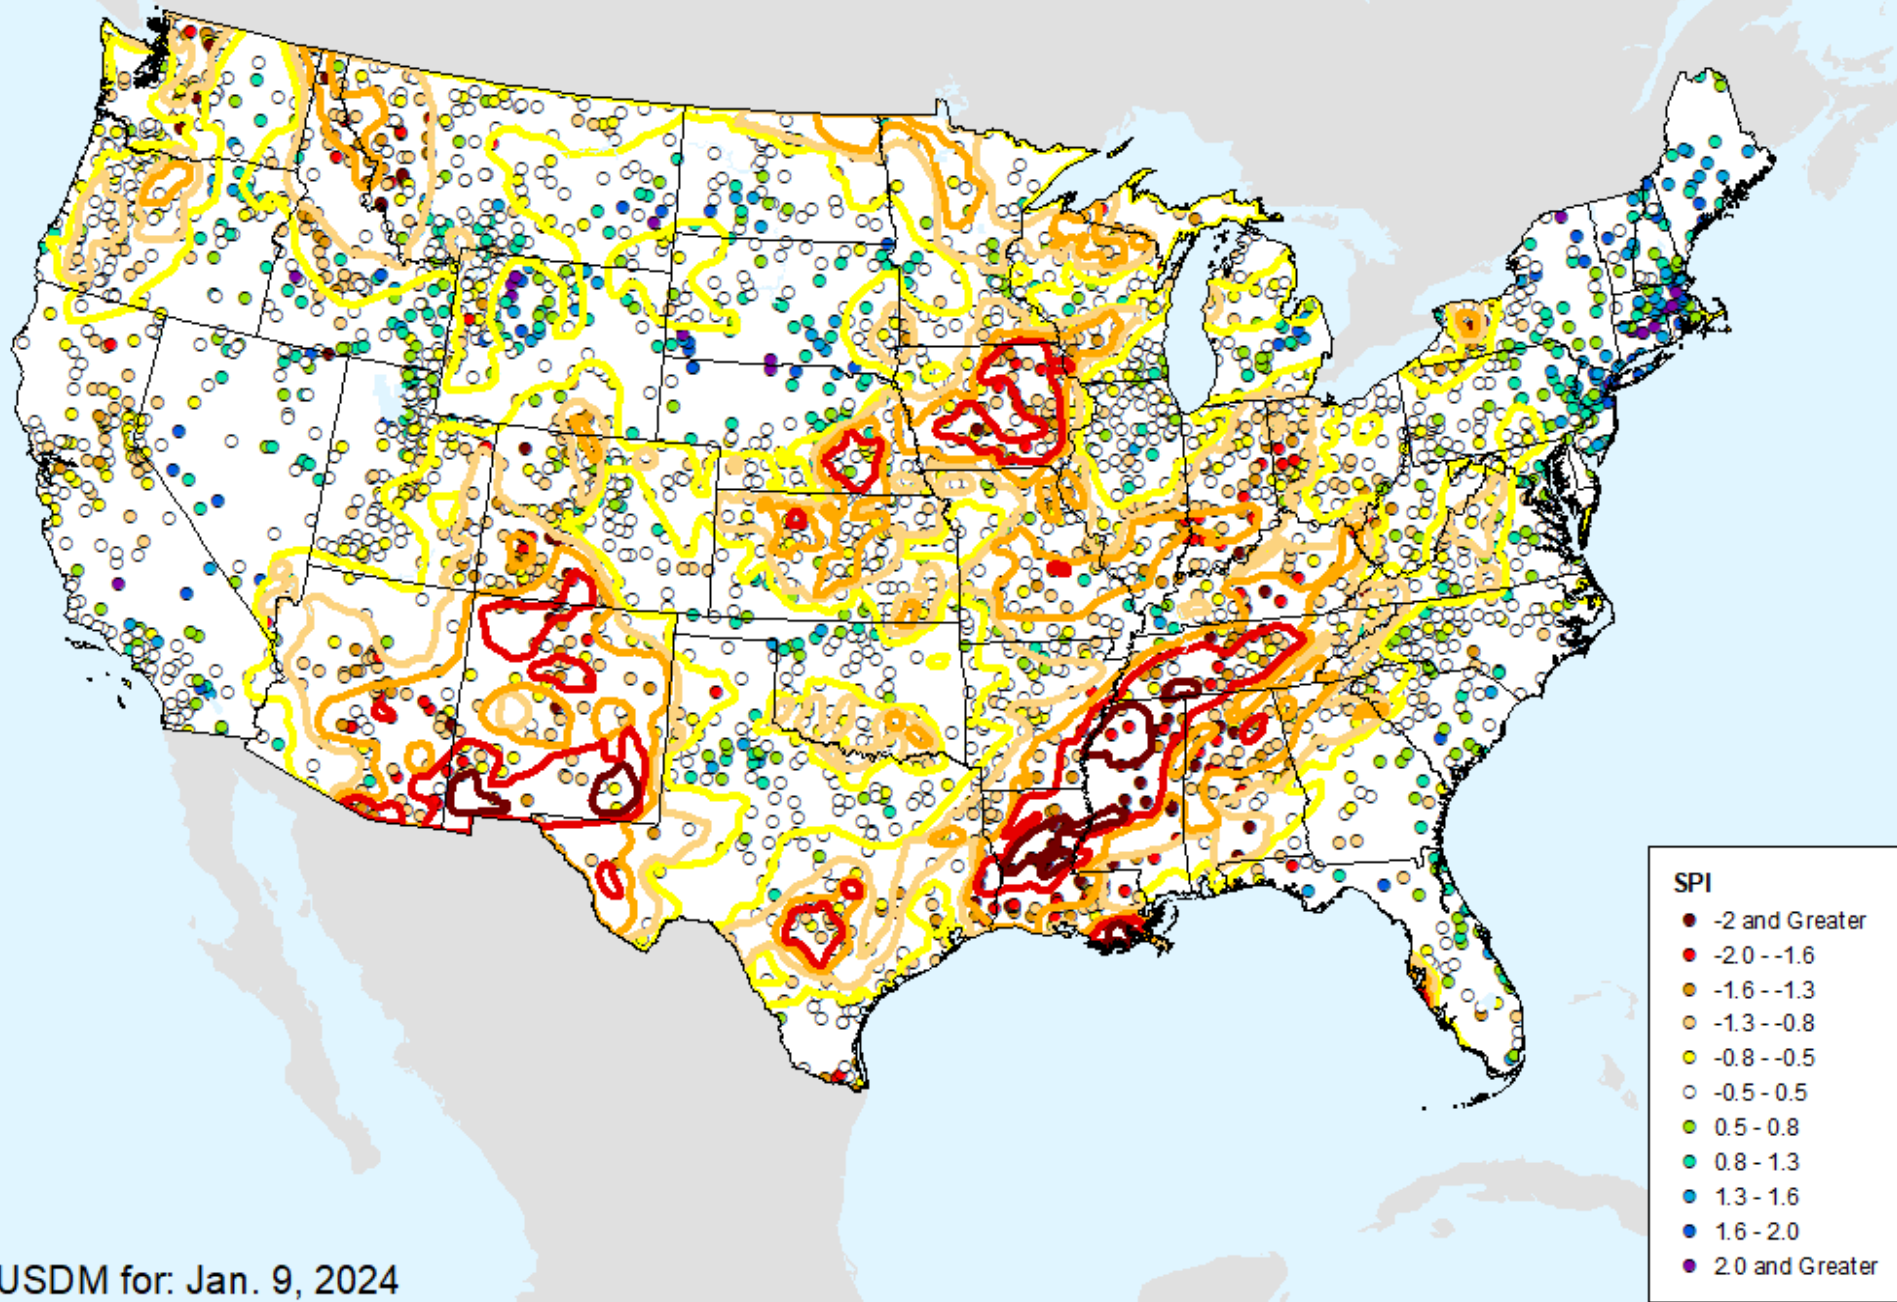 SPI
-2 and Greater
-2.0 - -1.6
-1.6 - -1.3
-1.3 - -0.8
-0.8 - -0.5
-0.5 - 0.5
0.5 - 0.8
0.8 - 1.3
1.3 - 1.6
1.6 - 2.0
2.0 and Greater
USDM for: Jan. 9, 2024